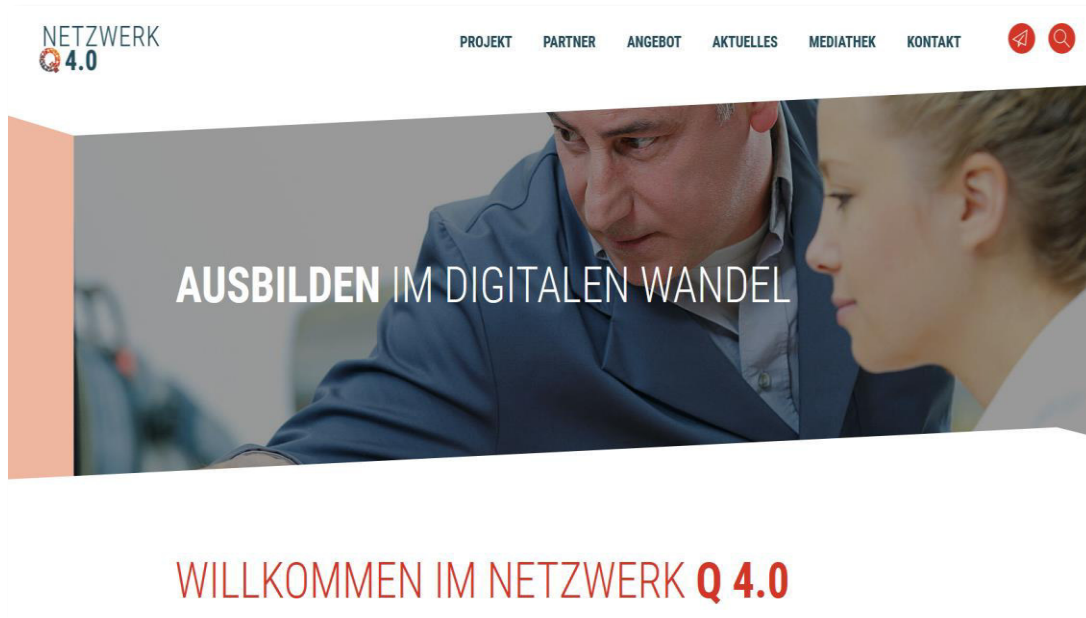 NETZWERK
Q 4.0
PROJEKT PARTNER ANGEBOT AKTUELLES MEDIATHEK KONTAKT
AUSBILDEN IM DIGITALEN WANDEL
WILLKOMMEN IM NETZWERK Q 4.0